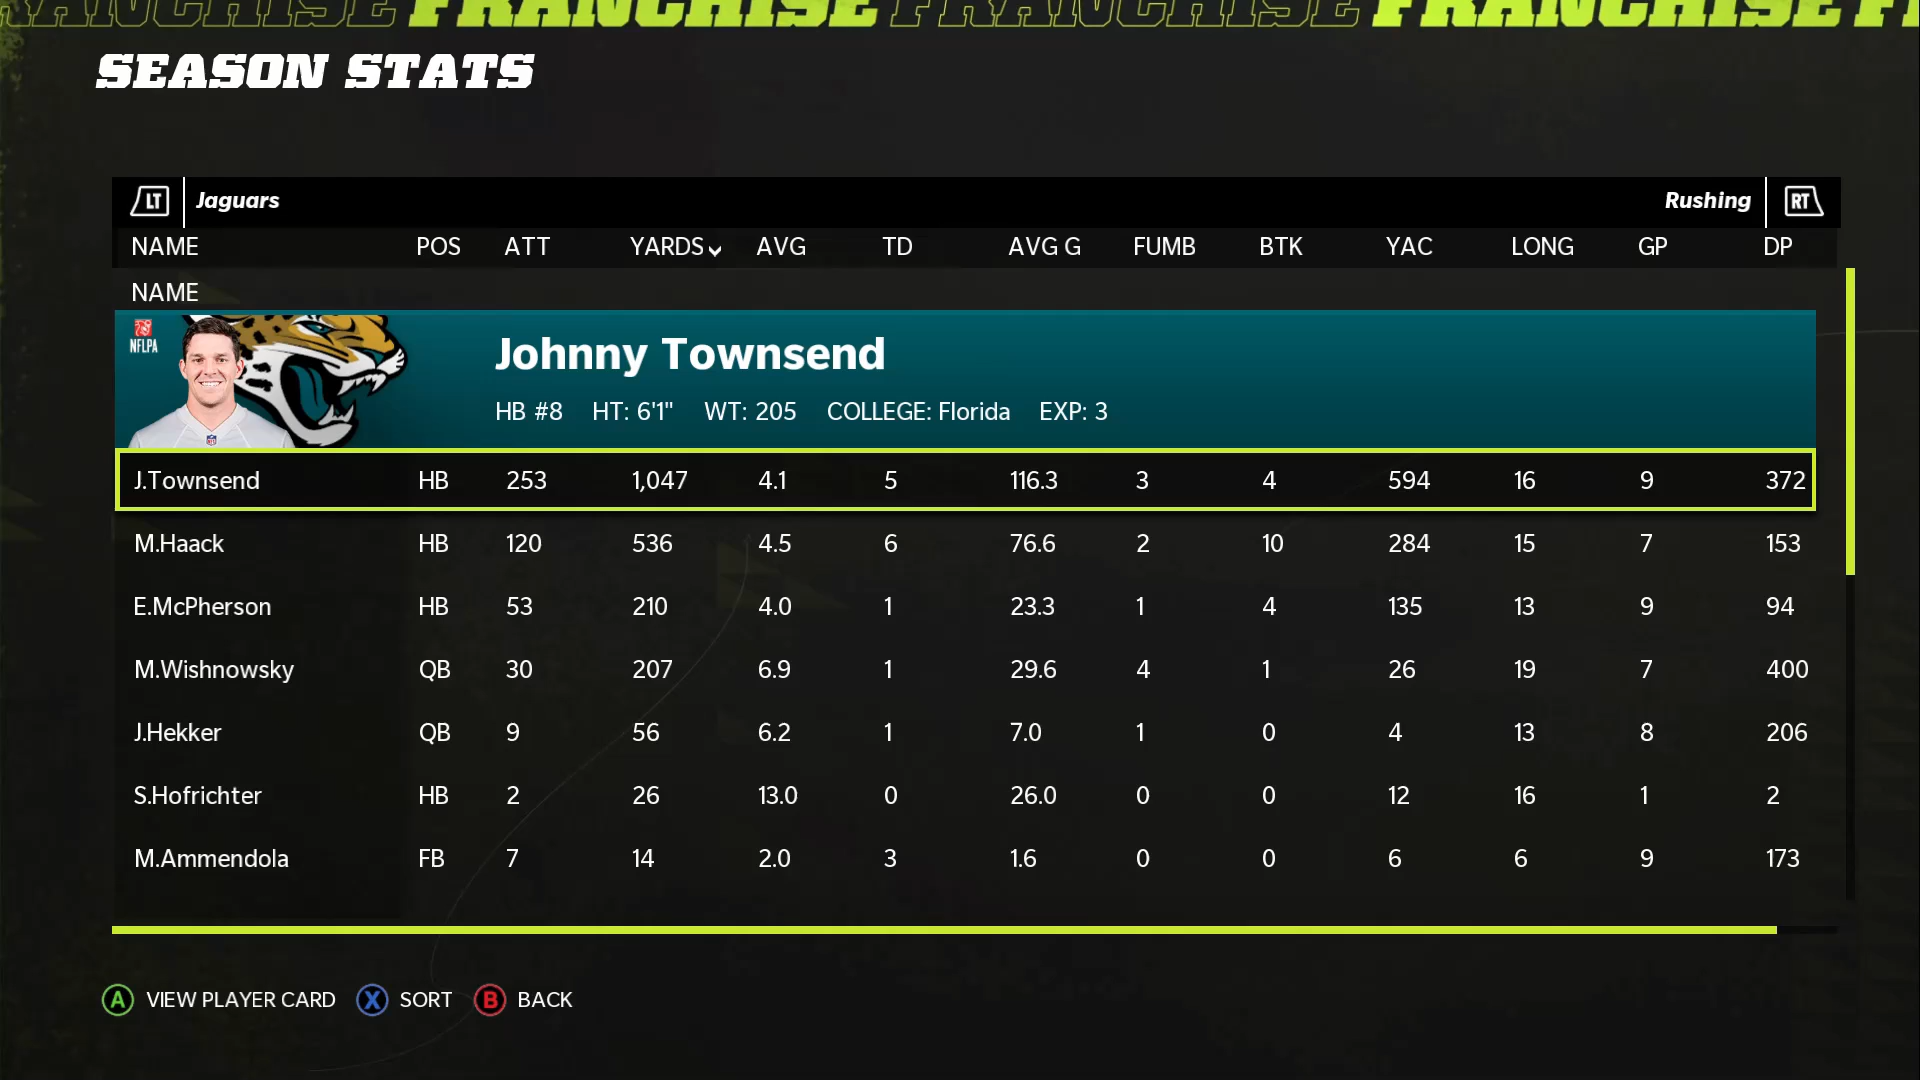 FRANCHISE FRANCHISE FRANCHISE FRANCHISE F
SEASON STATS
LT Jaguars Rushing RT
NAME POS ATT YARDS AVG TD AVG G FUMB BTK YAC LONG GP DP
NAME
NFLPA
Johnny Townsend
HB #8 HT: 6'1" WT: 205 COLLEGE: Florida EXP: 3
J.Townsend HB 253 1,047 4.1 5 116.3 3 4 594 16 9 372
M.Haack HB 120 536 4.5 6 76.6 2 10 284 15 7 153
E.McPherson HB 53 210 4.0 1 23.3 1 4 135 13 9 94
M.Wishnowsky QB 30 207 6.9 1 29.6 4 1 26 19 7 400
J.Hekker QB 9 56 6.2 1 7.0 1 0 4 13 8 206
S.Hofrichter HB 2 26 13.0 0 26.0 0 0 12 16 1 2
M.Ammendola FB 7 14 2.0 3 1.6 0 0 6 6 9 173
A VIEW PLAYER CARD X SORT B BACK